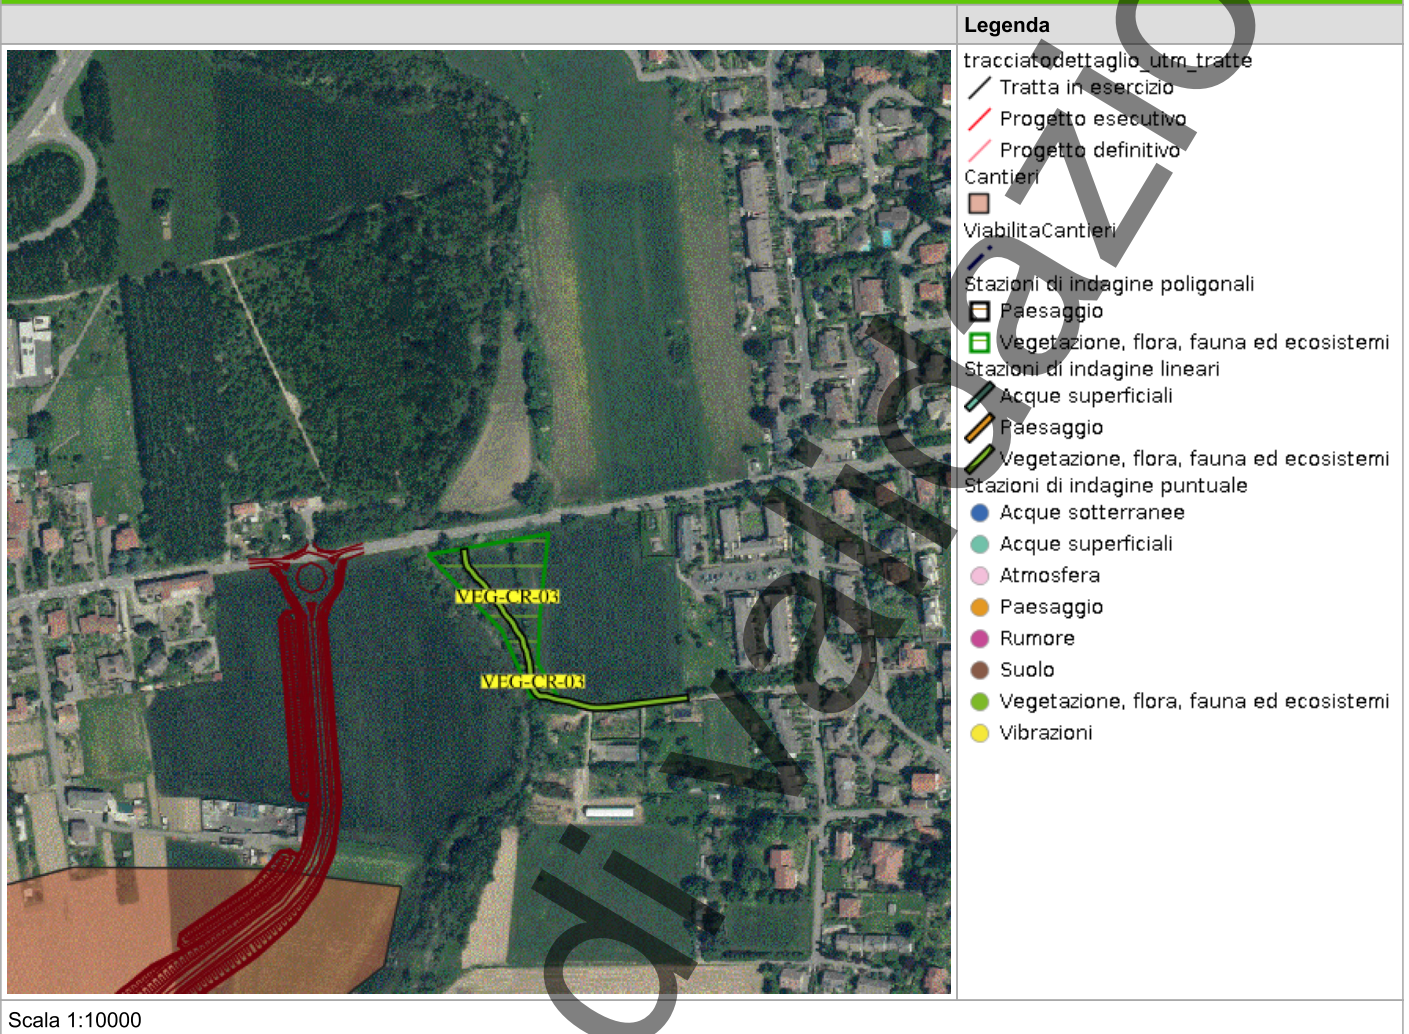 Legenda
tracciatodettaglio_utm_tratte
Tratta in esercizio
Progetto esecutivo
Progetto definitivo
Cantieri
ViabilitaCantieri
Stazioni di indagine poligonali
Paesaggio
Vegetazione, flora, fauna ed ecosistemi
Stazioni di indagine lineari
Acque superficiali
Paesaggio
Vegetazione, flora, fauna ed ecosistemi
Stazioni di indagine puntuale
Acque sotterranee
Acque superficiali
Atmosfera
Paesaggio
Rumore
Suolo
Vegetazione, flora, fauna ed ecosistemi
Vibrazioni
VEG-CR-03
VEG-CR-03
di validazio
Scala 1:10000